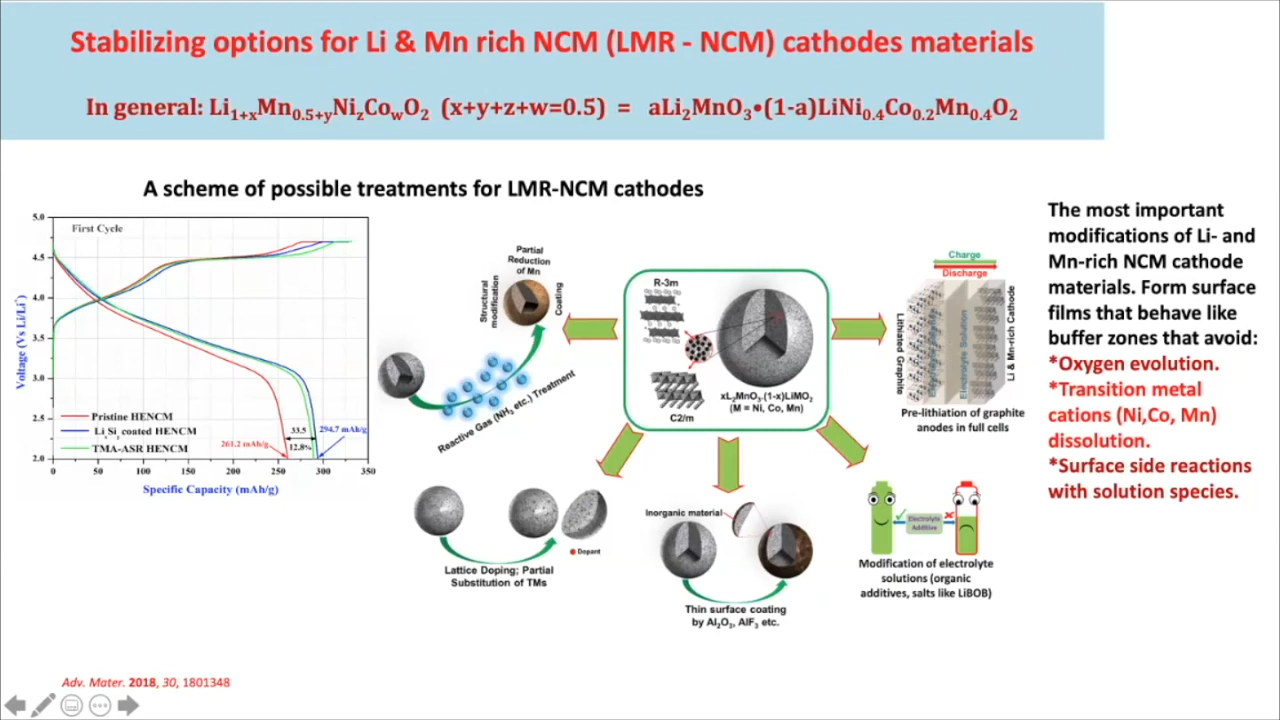 Stabilizing options for Li & Mn rich NCM (LMR - NCM) cathodes materials
In general: Li₁₊ₓMn₀.₅₊yNizCowO₂ (x+y+z+w=0.5) = aLi₂MnO₃•(1-a)LiNi₀.₄Co₀.₂Mn₀.₄O₂
A scheme of possible treatments for LMR-NCM cathodes
First Cycle
Voltage (Vs Li/Li⁺)
5.0
4.5
4.0
3.5
3.0
2.5
2.0
Pristine HENCM
LiₓSiᵧ coated HENCM
TMA-ASR HENCM
261.2 mAh/g
33.5
12.8%
294.7 mAh/g
0
50
100
150
200
250
300
350
Specific Capacity (mAh/g)
Partial
Reduction
of Mn
Structural
modification
Coating
Reactive Gas (NH₃ etc.) Treatment
R-3m
C2/m
xL₂MnO₃.(1-x)LiMO₂
(M = Ni, Co, Mn)
Charge
Discharge
Lithiated Graphite
Electrolyte Solution
Li & Mn-rich Cathode
Pre-lithiation of graphite
anodes in full cells
Dopant
Lattice Doping; Partial
Substitution of TMs
Inorganic material
Thin surface coating
by Al₂O₃, AlF₃ etc.
Electrolyte
Additive
Modification of electrolyte
solutions (organic
additives, salts like LiBOB)
The most important
modifications of Li- and
Mn-rich NCM cathode
materials. Form surface
films that behave like
buffer zones that avoid:
*Oxygen evolution.
*Transition metal
cations (Ni,Co, Mn)
dissolution.
*Surface side reactions
with solution species.
Adv. Mater. 2018, 30, 1801348